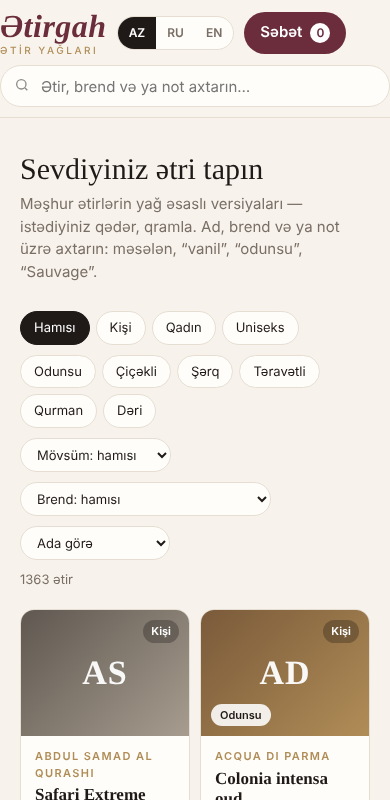 Ətirgah
ƏTİR YAĞLARI
AZ RU EN
Səbət 0
Ətir, brend və ya not axtarın...
Sevdiyiniz ətri tapın
Məşhur ətirlərin yağ əsaslı versiyaları —
istədiyiniz qədər, qramla. Ad, brend və ya not
üzrə axtarın: məsələn, “vanil”, “odunsu”,
“Sauvage”.
Hamısı Kişi Qadın Uniseks
Odunsu Çiçəkli Şərq Təravətli
Qurman Dəri
Mövsüm: hamısı
Brend: hamısı
Ada görə
1363 ətir
Kişi
AS
ABDUL SAMAD AL
QURASHI
Safari Extreme
Kişi
AD
Odunsu
ACQUA DI PARMA
Colonia intensa
oud